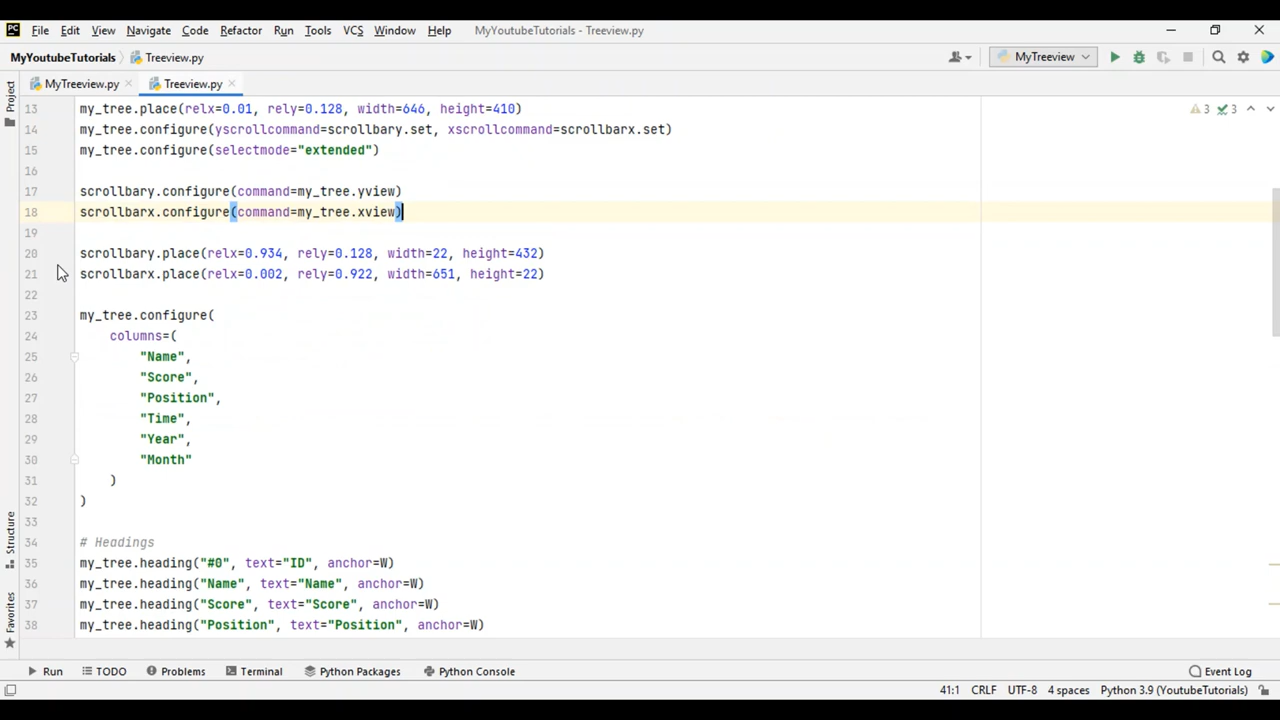 PC File Edit View Navigate Code Refactor Run Tools VCS Window Help MyYoutubeTutorials - Treeview.py
MyYoutubeTutorials Treeview.py MyTreeview
MyTreeview.py Treeview.py
Project
Structure
Favorites
13 my_tree.place(relx=0.01, rely=0.128, width=646, height=410) 3 3
14 my_tree.configure(yscrollcommand=scrollbary.set, xscrollcommand=scrollbarx.set)
15 my_tree.configure(selectmode="extended")
16
17 scrollbary.configure(command=my_tree.yview)
18 scrollbarx.configure(command=my_tree.xview)
19
20 scrollbary.place(relx=0.934, rely=0.128, width=22, height=432)
21 scrollbarx.place(relx=0.002, rely=0.922, width=651, height=22)
22
23 my_tree.configure(
24 columns=(
25 "Name",
26 "Score",
27 "Position",
28 "Time",
29 "Year",
30 "Month"
31 )
32 )
33
34 # Headings
35 my_tree.heading("#0", text="ID", anchor=W)
36 my_tree.heading("Name", text="Name", anchor=W)
37 my_tree.heading("Score", text="Score", anchor=W)
38 my_tree.heading("Position", text="Position", anchor=W)
Run TODO Problems Terminal Python Packages Python Console Event Log
41:1 CRLF UTF-8 4 spaces Python 3.9 (YoutubeTutorials)